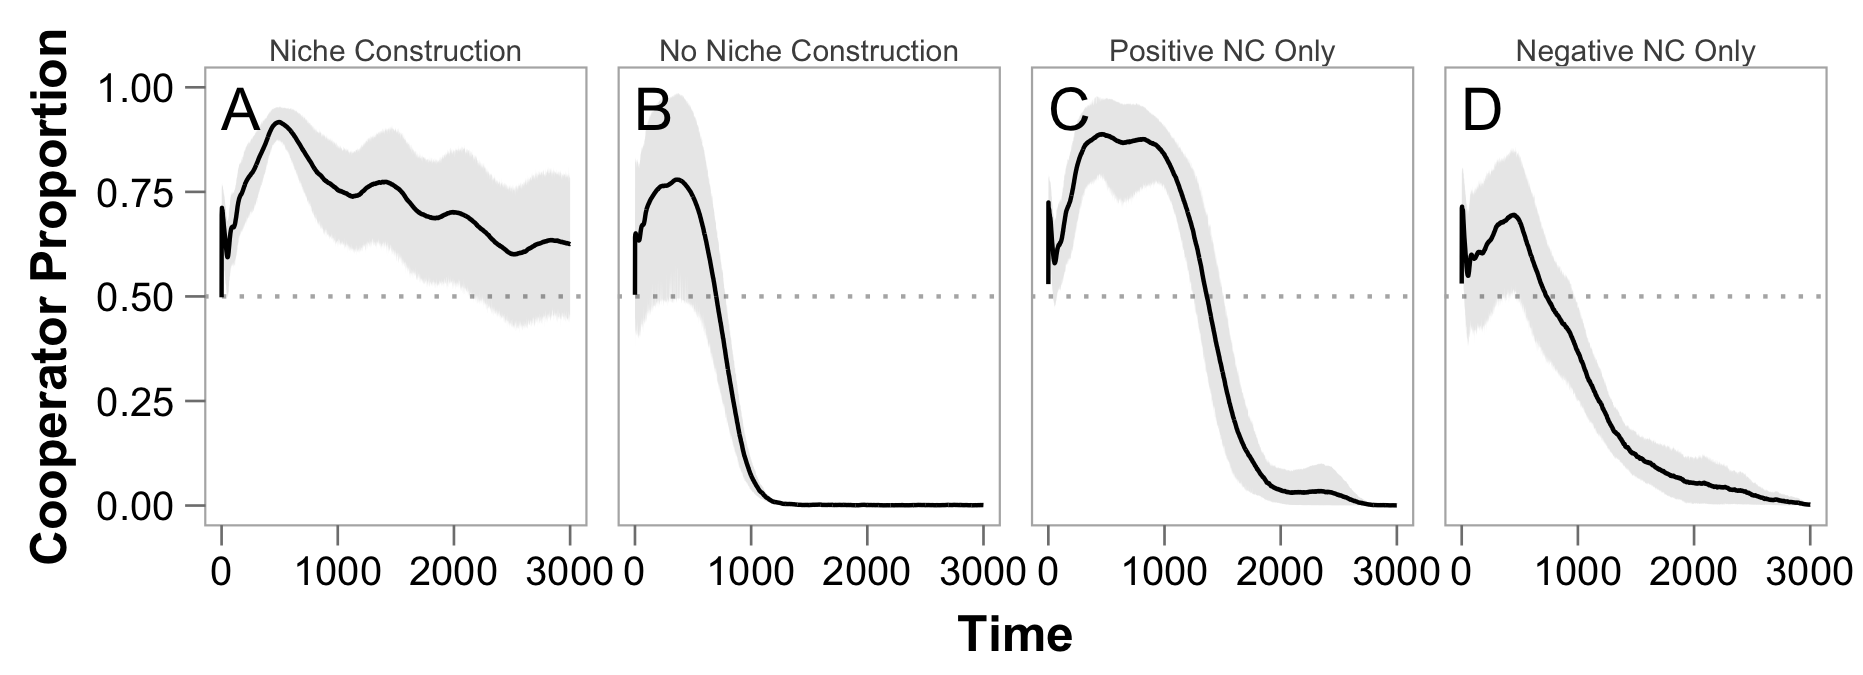 Niche Construction
No Niche Construction
Positive NC Only
Negative NC Only
A
B
C
D
Cooperator Proportion
1.00
0.75
0.50
0.25
0.00
0 1000 2000 3000
0 1000 2000 3000
0 1000 2000 3000
0 1000 2000 3000
Time